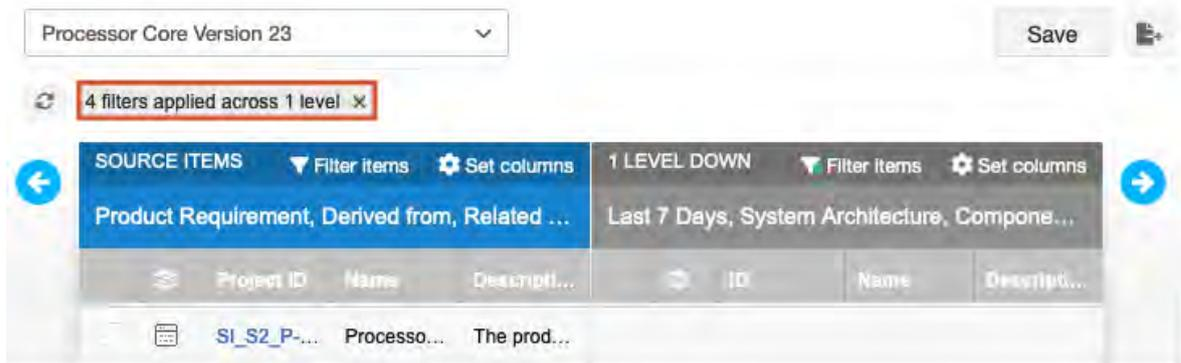 Processor Core Version 23
Save
4 filters applied across 1 level ×
SOURCE ITEMS Filter items Set columns 1 LEVEL DOWN Filter items Set columns
Product Requirement, Derived from, Related ... Last 7 Days, System Architecture, Compone...
Project ID Name Descripti... ID Name Descripti...
SI_S2_P-... Processo... The prod...